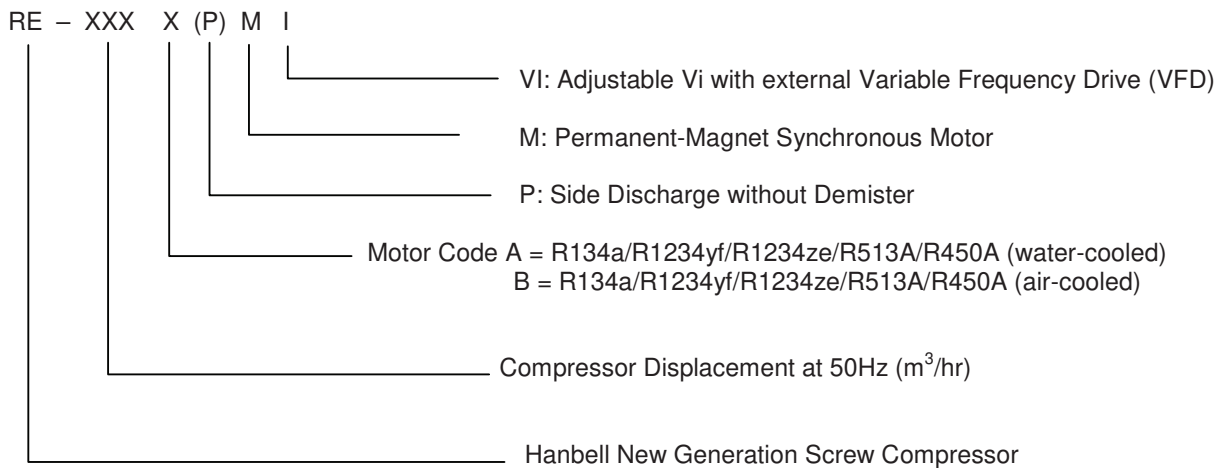 RE – XXX X (P) M I
VI: Adjustable Vi with external Variable Frequency Drive (VFD)
M: Permanent-Magnet Synchronous Motor
P: Side Discharge without Demister
Motor Code A = R134a/R1234yf/R1234ze/R513A/R450A (water-cooled)
B = R134a/R1234yf/R1234ze/R513A/R450A (air-cooled)
Compressor Displacement at 50Hz (m³/hr)
Hanbell New Generation Screw Compressor